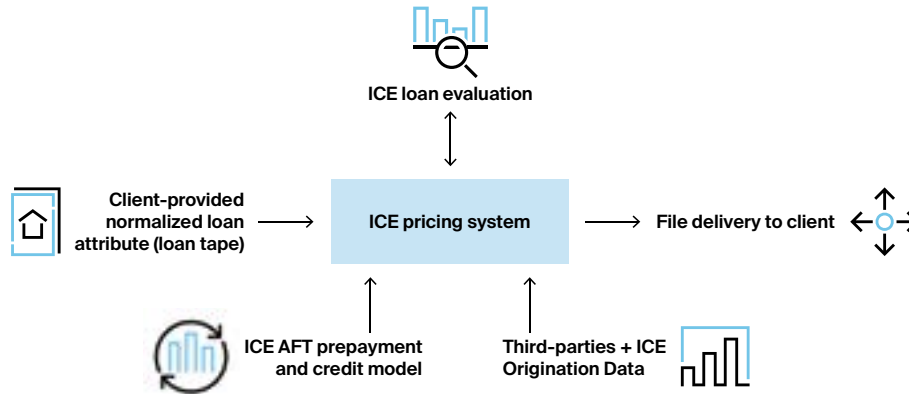 ICE loan evaluation
Client-provided
normalized loan
attribute (loan tape)
ICE pricing system
File delivery to client
ICE AFT prepayment
and credit model
Third-parties + ICE
Origination Data